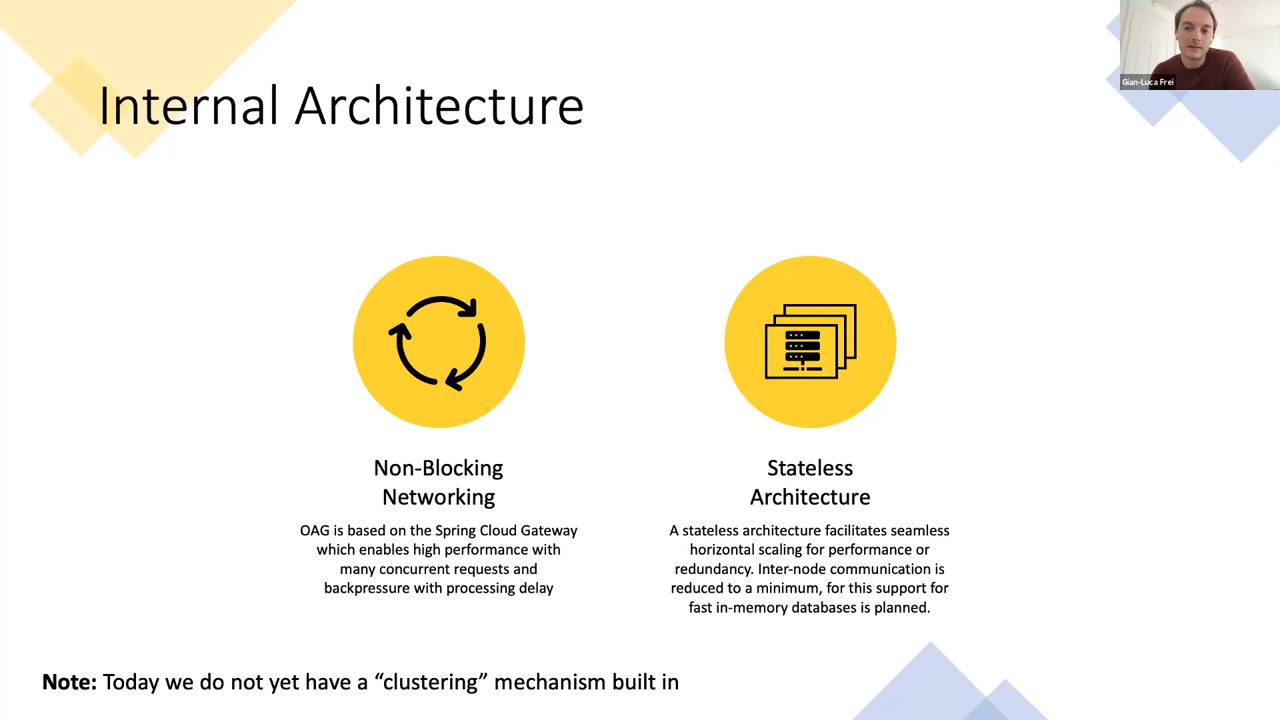 Internal Architecture
Gian-Luca Frei
Non-Blocking
Networking
OAG is based on the Spring Cloud Gateway
which enables high performance with
many concurrent requests and
backpressure with processing delay
Stateless
Architecture
A stateless architecture facilitates seamless
horizontal scaling for performance or
redundancy. Inter-node communication is
reduced to a minimum, for this support for
fast in-memory databases is planned.
Note: Today we do not yet have a “clustering” mechanism built in